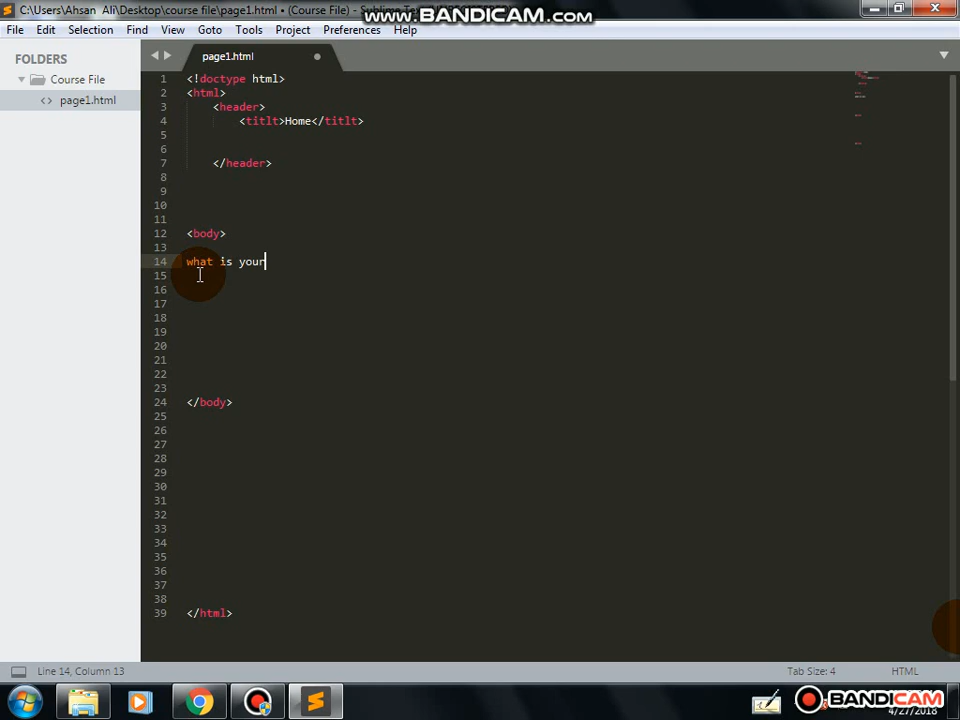 C:\Users\Ahsan Ali\Desktop\course file\page1.html • (Course File) - Sublime Text
WWW.BANDICAM.COM
File Edit Selection Find View Goto Tools Project Preferences Help
FOLDERS
Course File
page1.html
page1.html
1 <!doctype html>
2 <html>
3 <header>
4 <titlt>Home</titlt>
5
6
7 </header>
8
9
10
11
12 <body>
13
14 what is your
15
16
17
18
19
20
21
22
23
24 </body>
25
26
27
28
29
30
31
32
33
34
35
36
37
38
39 </html>
Line 14, Column 13 Tab Size: 4 HTML
BANDICAM
4/27/2018